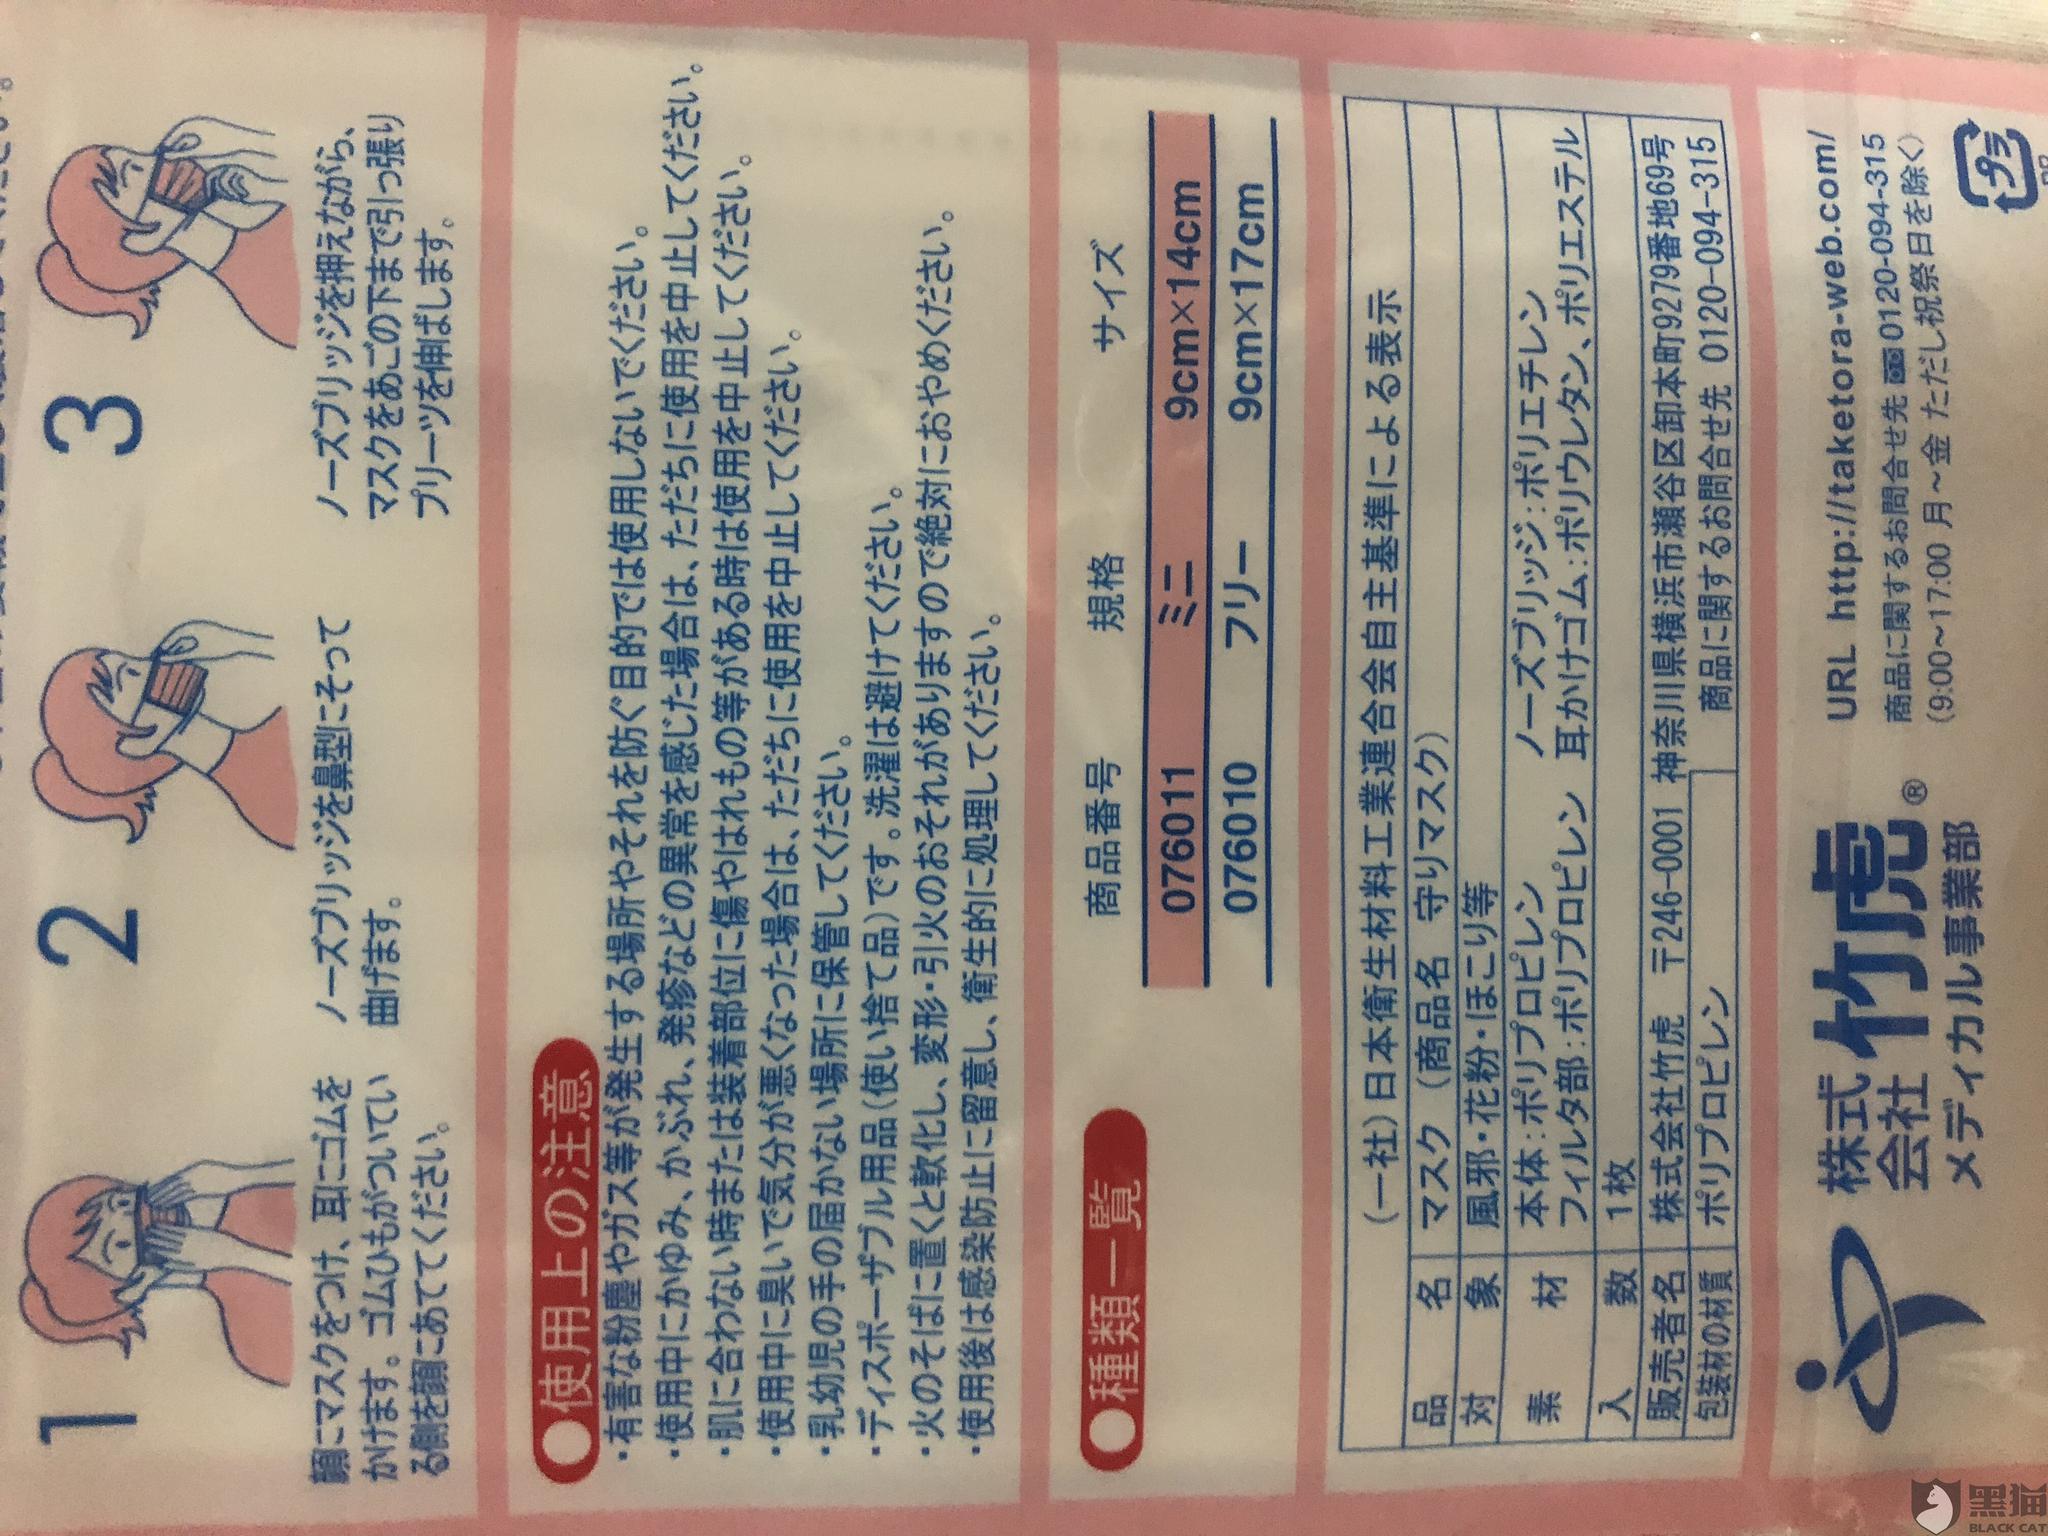 1
顔にマスクをつけ、耳にゴムを
かけます。ゴムひもがついてい
る側を顔にあててください。
2
ノーズブリッジを鼻型にそって
曲げます。
3
ノーズブリッジを押えながら、
マスクをあごの下まで引っ張り
プリーツを伸ばします。
●使用上の注意
・有害な粉塵やガス等が発生する場所やそれを防ぐ目的では使用しないでください。
・使用中にかゆみ、かぶれ、発疹などの異常を感じた場合は、ただちに使用を中止してください。
・肌に合わない時または装着部位に傷やはれもの等がある時は使用を中止してください。
・使用中に臭いで気分が悪くなった場合は、ただちに使用を中止してください。
・乳幼児の手の届かない場所に保管してください。
・ディスポーザブル用品(使い捨て品)です。洗濯は避けてください。
・火のそばに置くと軟化し、変形・引火のおそれがありますので絶対におやめください。
・使用後は感染防止に留意し、衛生的に処理してください。
●種類一覧
商品番号 規格 サイズ
076011 ミニ 9cm×14cm
076010 フリー 9cm×17cm
(一社)日本衛生材料工業連合会自主基準による表示
品名 マスク (商品名 守りマスク)
対象 風邪・花粉・ほこり等
素材 本体:ポリプロピレン ノーズブリッジ:ポリエチレン
フィルタ部:ポリプロピレン 耳かけゴム:ポリウレタン、ポリエステル
入数 1枚
販売者名 株式会社竹虎 〒246-0001 神奈川県横浜市瀬谷区卸本町9279番地69号
包装材の材質 ポリプロピレン 商品に関するお問合せ先 0120-094-315
株式会社 竹虎®
メディカル事業部
URL http://taketora-web.com/
商品に関するお問合せ先 0120-094-315
(9:00~17:00 月~金 ただし祝祭日を除く)
プラ
黑猫
BLACK CAT